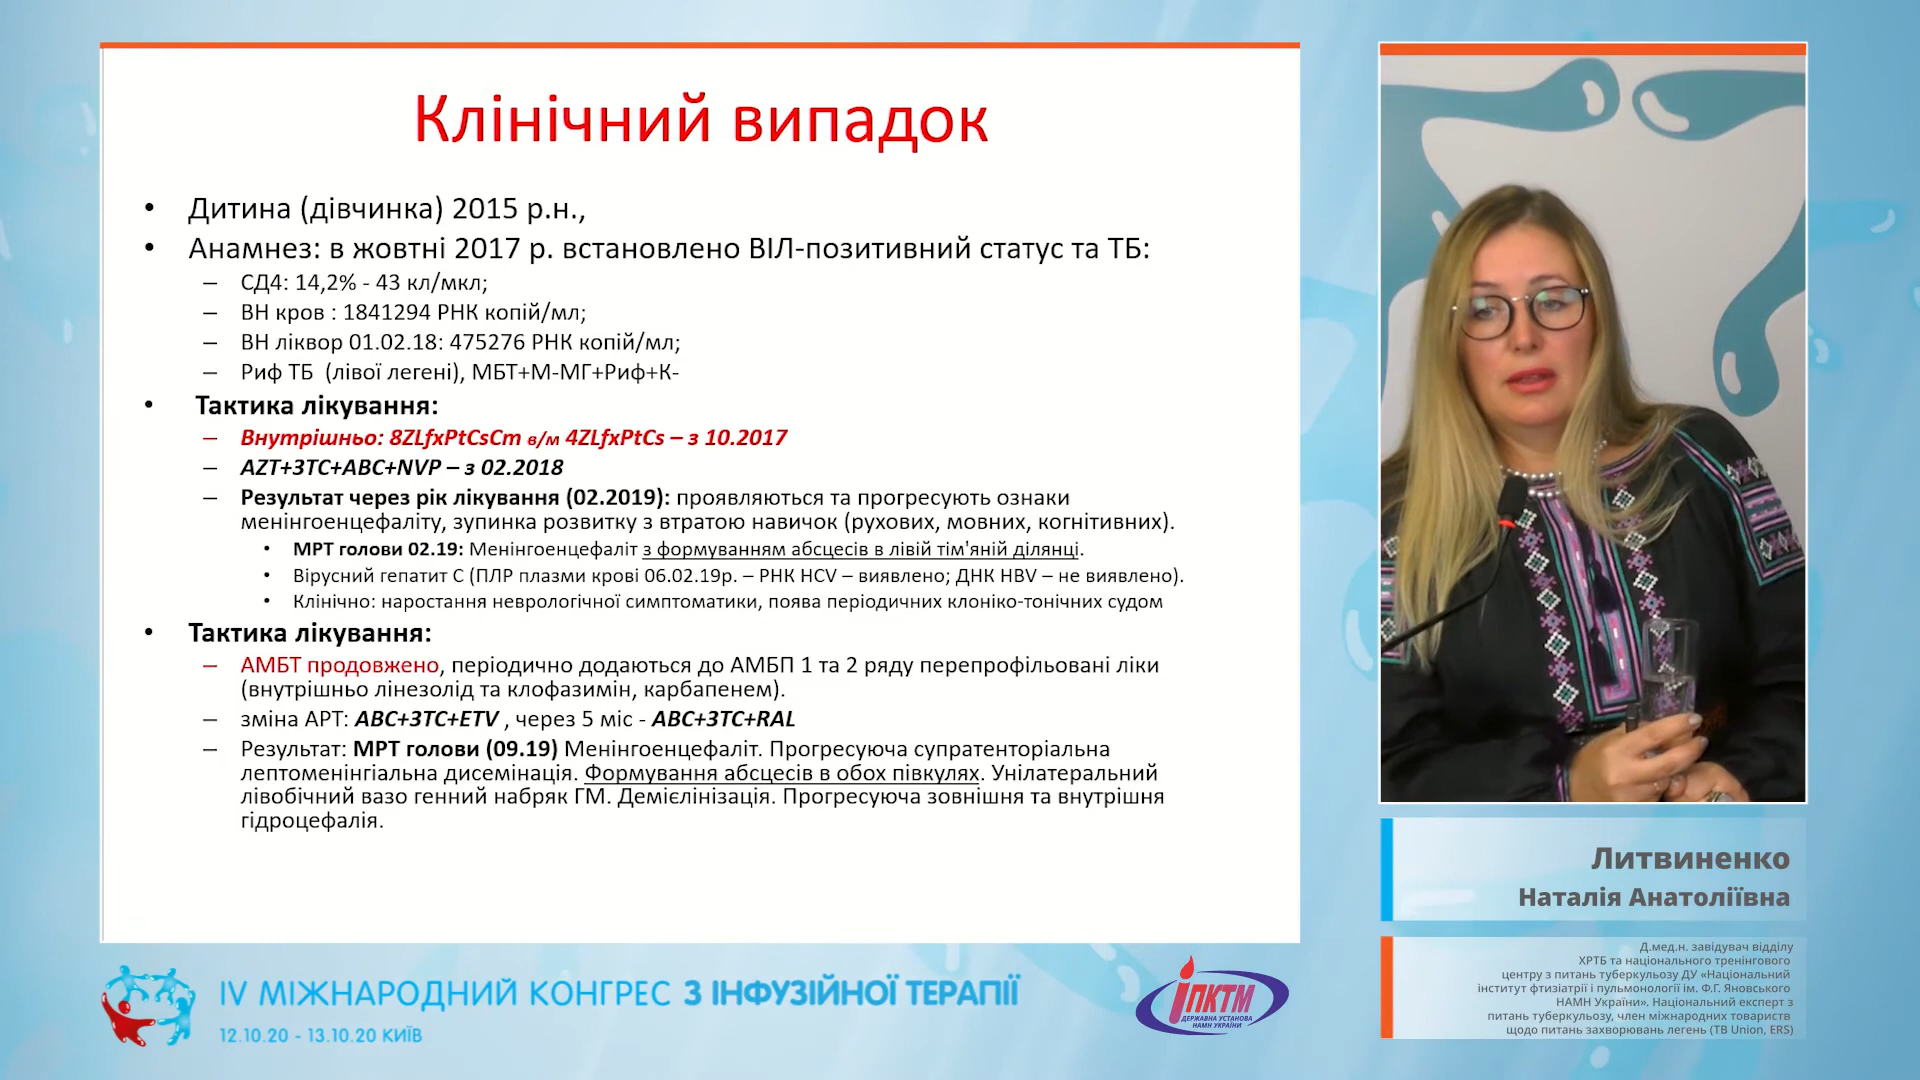 Клінічний випадок
• Дитина (дівчинка) 2015 р.н.,
• Анамнез: в жовтні 2017 р. встановлено ВІЛ-позитивний статус та ТБ:
– СД4: 14,2% - 43 кл/мкл;
– ВН кров : 1841294 РНК копій/мл;
– ВН ліквор 01.02.18: 475276 РНК копій/мл;
– Риф ТБ (лівої легені), МБТ+М-МГ+Риф+К-
• Тактика лікування:
– Внутрішньо: 8ZLfxPtCsCm в/м 4ZLfxPtCs – з 10.2017
– AZT+3TC+ABC+NVP – з 02.2018
– Результат через рік лікування (02.2019): проявляються та прогресують ознаки
менінгоенцефаліту, зупинка розвитку з втратою навичок (рухових, мовних, когнітивних).
• МРТ голови 02.19: Менінгоенцефаліт з формуванням абсцесів в лівій тім'яній ділянці.
• Вірусний гепатит С (ПЛР плазми крові 06.02.19р. – РНК HCV – виявлено; ДНК HBV – не виявлено).
• Клінічно: наростання неврологічної симптоматики, поява періодичних клоніко-тонічних судом
• Тактика лікування:
– АМБТ продовжено, періодично додаються до АМБП 1 та 2 ряду перепрофільовані ліки
(внутрішньо лінезолід та клофазимін, карбапенем).
– зміна АРТ: ABC+3TC+ETV , через 5 міс - ABC+3TC+RAL
– Результат: МРТ голови (09.19) Менінгоенцефаліт. Прогресуюча супратенторіальна
лептоменінгіальна дисемінація. Формування абсцесів в обох півкулях. Унілатеральний
лівобічний вазо генний набряк ГМ. Демієлінізація. Прогресуюча зовнішня та внутрішня
гідроцефалія.
Литвиненко
Наталія Анатоліївна
Д.мед.н. завідувач відділу
ХРТБ та національного тренінгового
центру з питань туберкульозу ДУ «Національний
інститут фтизіатрії і пульмонології ім. Ф.Г. Яновського
НАМН України». Національний експерт з
питань туберкульозу, член міжнародних товариств
щодо питань захворювань легень (TB Union, ERS)
IV МІЖНАРОДНИЙ КОНГРЕС З ІНФУЗІЙНОЇ ТЕРАПІЇ
12.10.20 - 13.10.20 КИЇВ
ІПКТМ
ДЕРЖАВНА УСТАНОВА
НАМН УКРАЇНИ